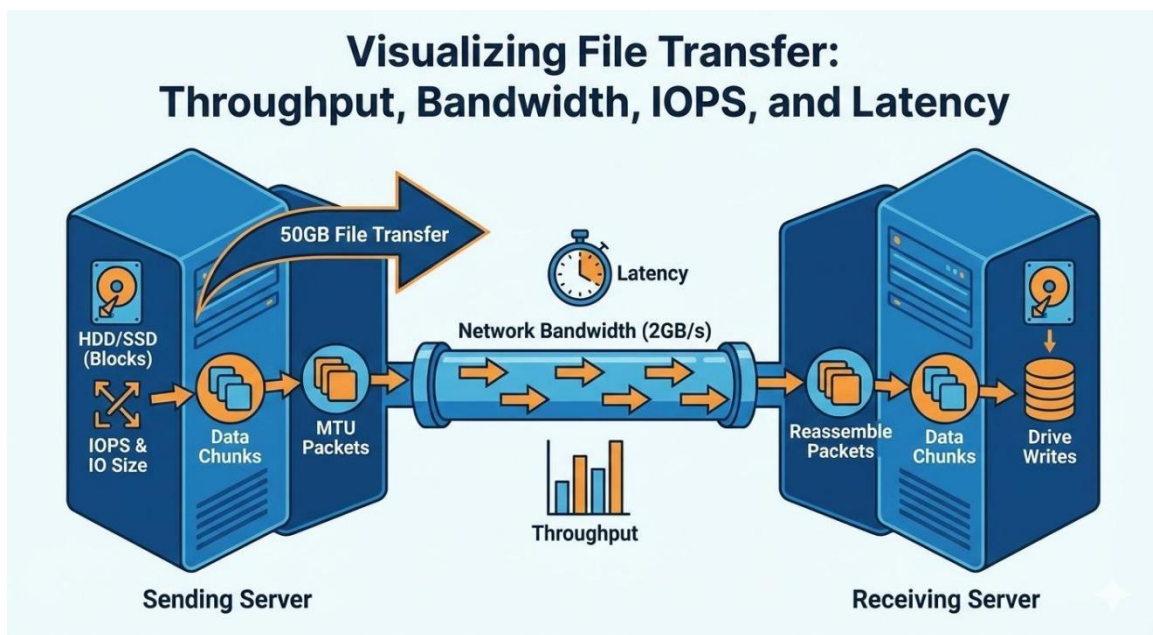 Visualizing File Transfer:
Throughput, Bandwidth, IOPS, and Latency
50GB File Transfer
HDD/SSD
(Blocks)
IOPS &
IO Size
Data
Chunks
MTU
Packets
Latency
Network Bandwidth (2GB/s)
Throughput
Reassemble
Packets
Data
Chunks
Drive
Writes
Sending Server
Receiving Server